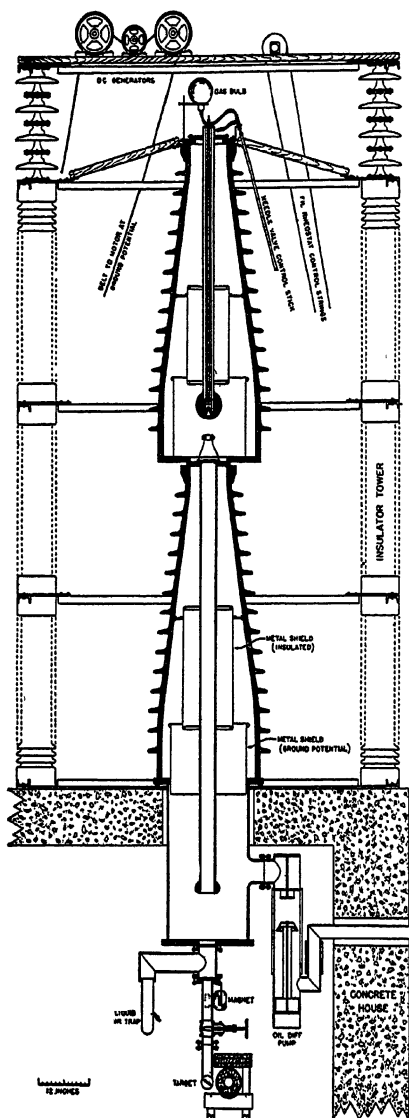 DC GENERATORS
GAS BULB
NEEDLE VALVE
CONTROL STICK
FIL RHEOSTAT
CONTROL STRINGS
BELT TO MOTOR AT
GROUND POTENTIAL
INSULATOR TOWER
METAL SHIELD
(INSULATED)
METAL SHIELD
(GROUND POTENTIAL)
MAGNET
LIQUID
AIR TRAP
CONCRETE
HOUSE
OIL DIFF
PUMP
TARGET
12 INCHES